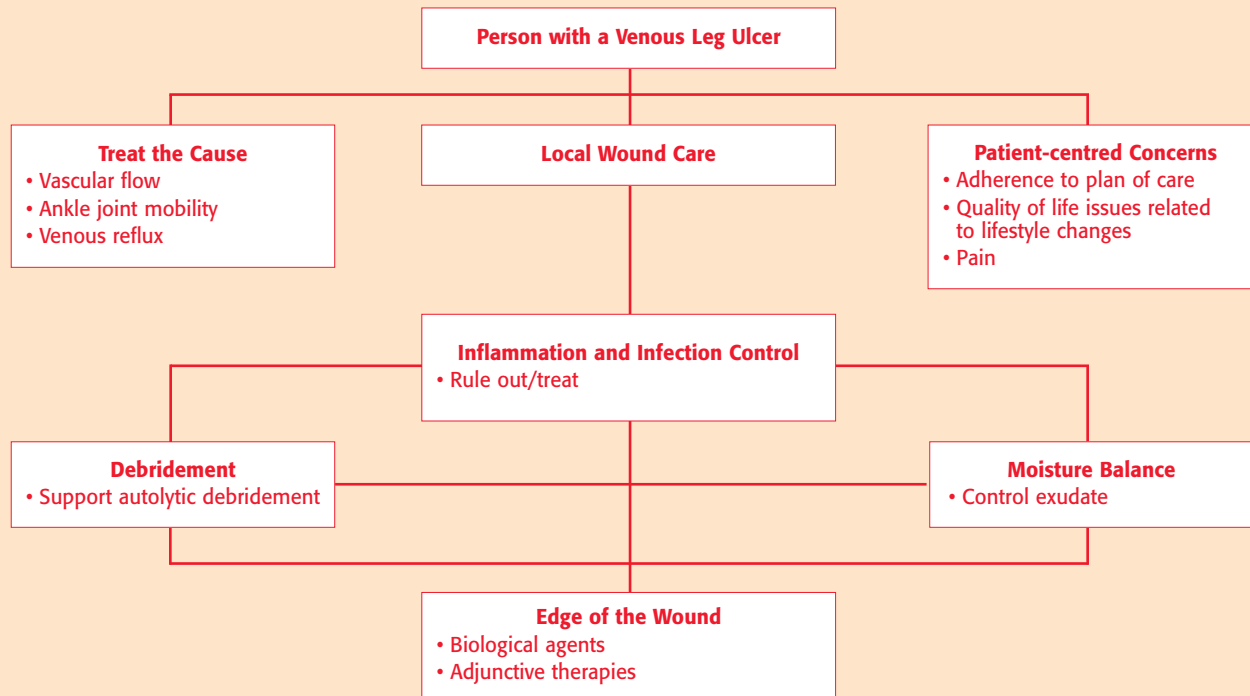 Person with a Venous Leg Ulcer
Treat the Cause
• Vascular flow
• Ankle joint mobility
• Venous reflux
Local Wound Care
Patient-centred Concerns
• Adherence to plan of care
• Quality of life issues related
to lifestyle changes
• Pain
Inflammation and Infection Control
• Rule out/treat
Debridement
• Support autolytic debridement
Moisture Balance
• Control exudate
Edge of the Wound
• Biological agents
• Adjunctive therapies